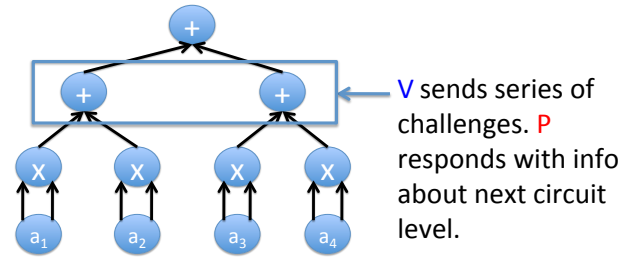 +
+ +
V sends series of
challenges. P
responds with info
about next circuit
level.
x x x x
a₁ a₂ a₃ a₄